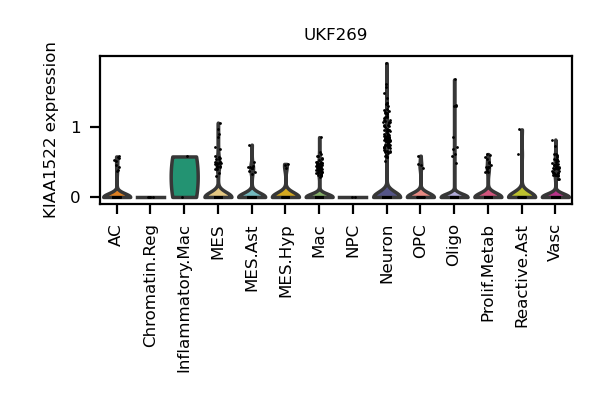 UKF269
KIAA1522 expression
1
0
AC
Chromatin.Reg
Inflammatory.Mac
MES
MES.Ast
MES.Hyp
Mac
NPC
Neuron
OPC
Oligo
Prolif.Metab
Reactive.Ast
Vasc